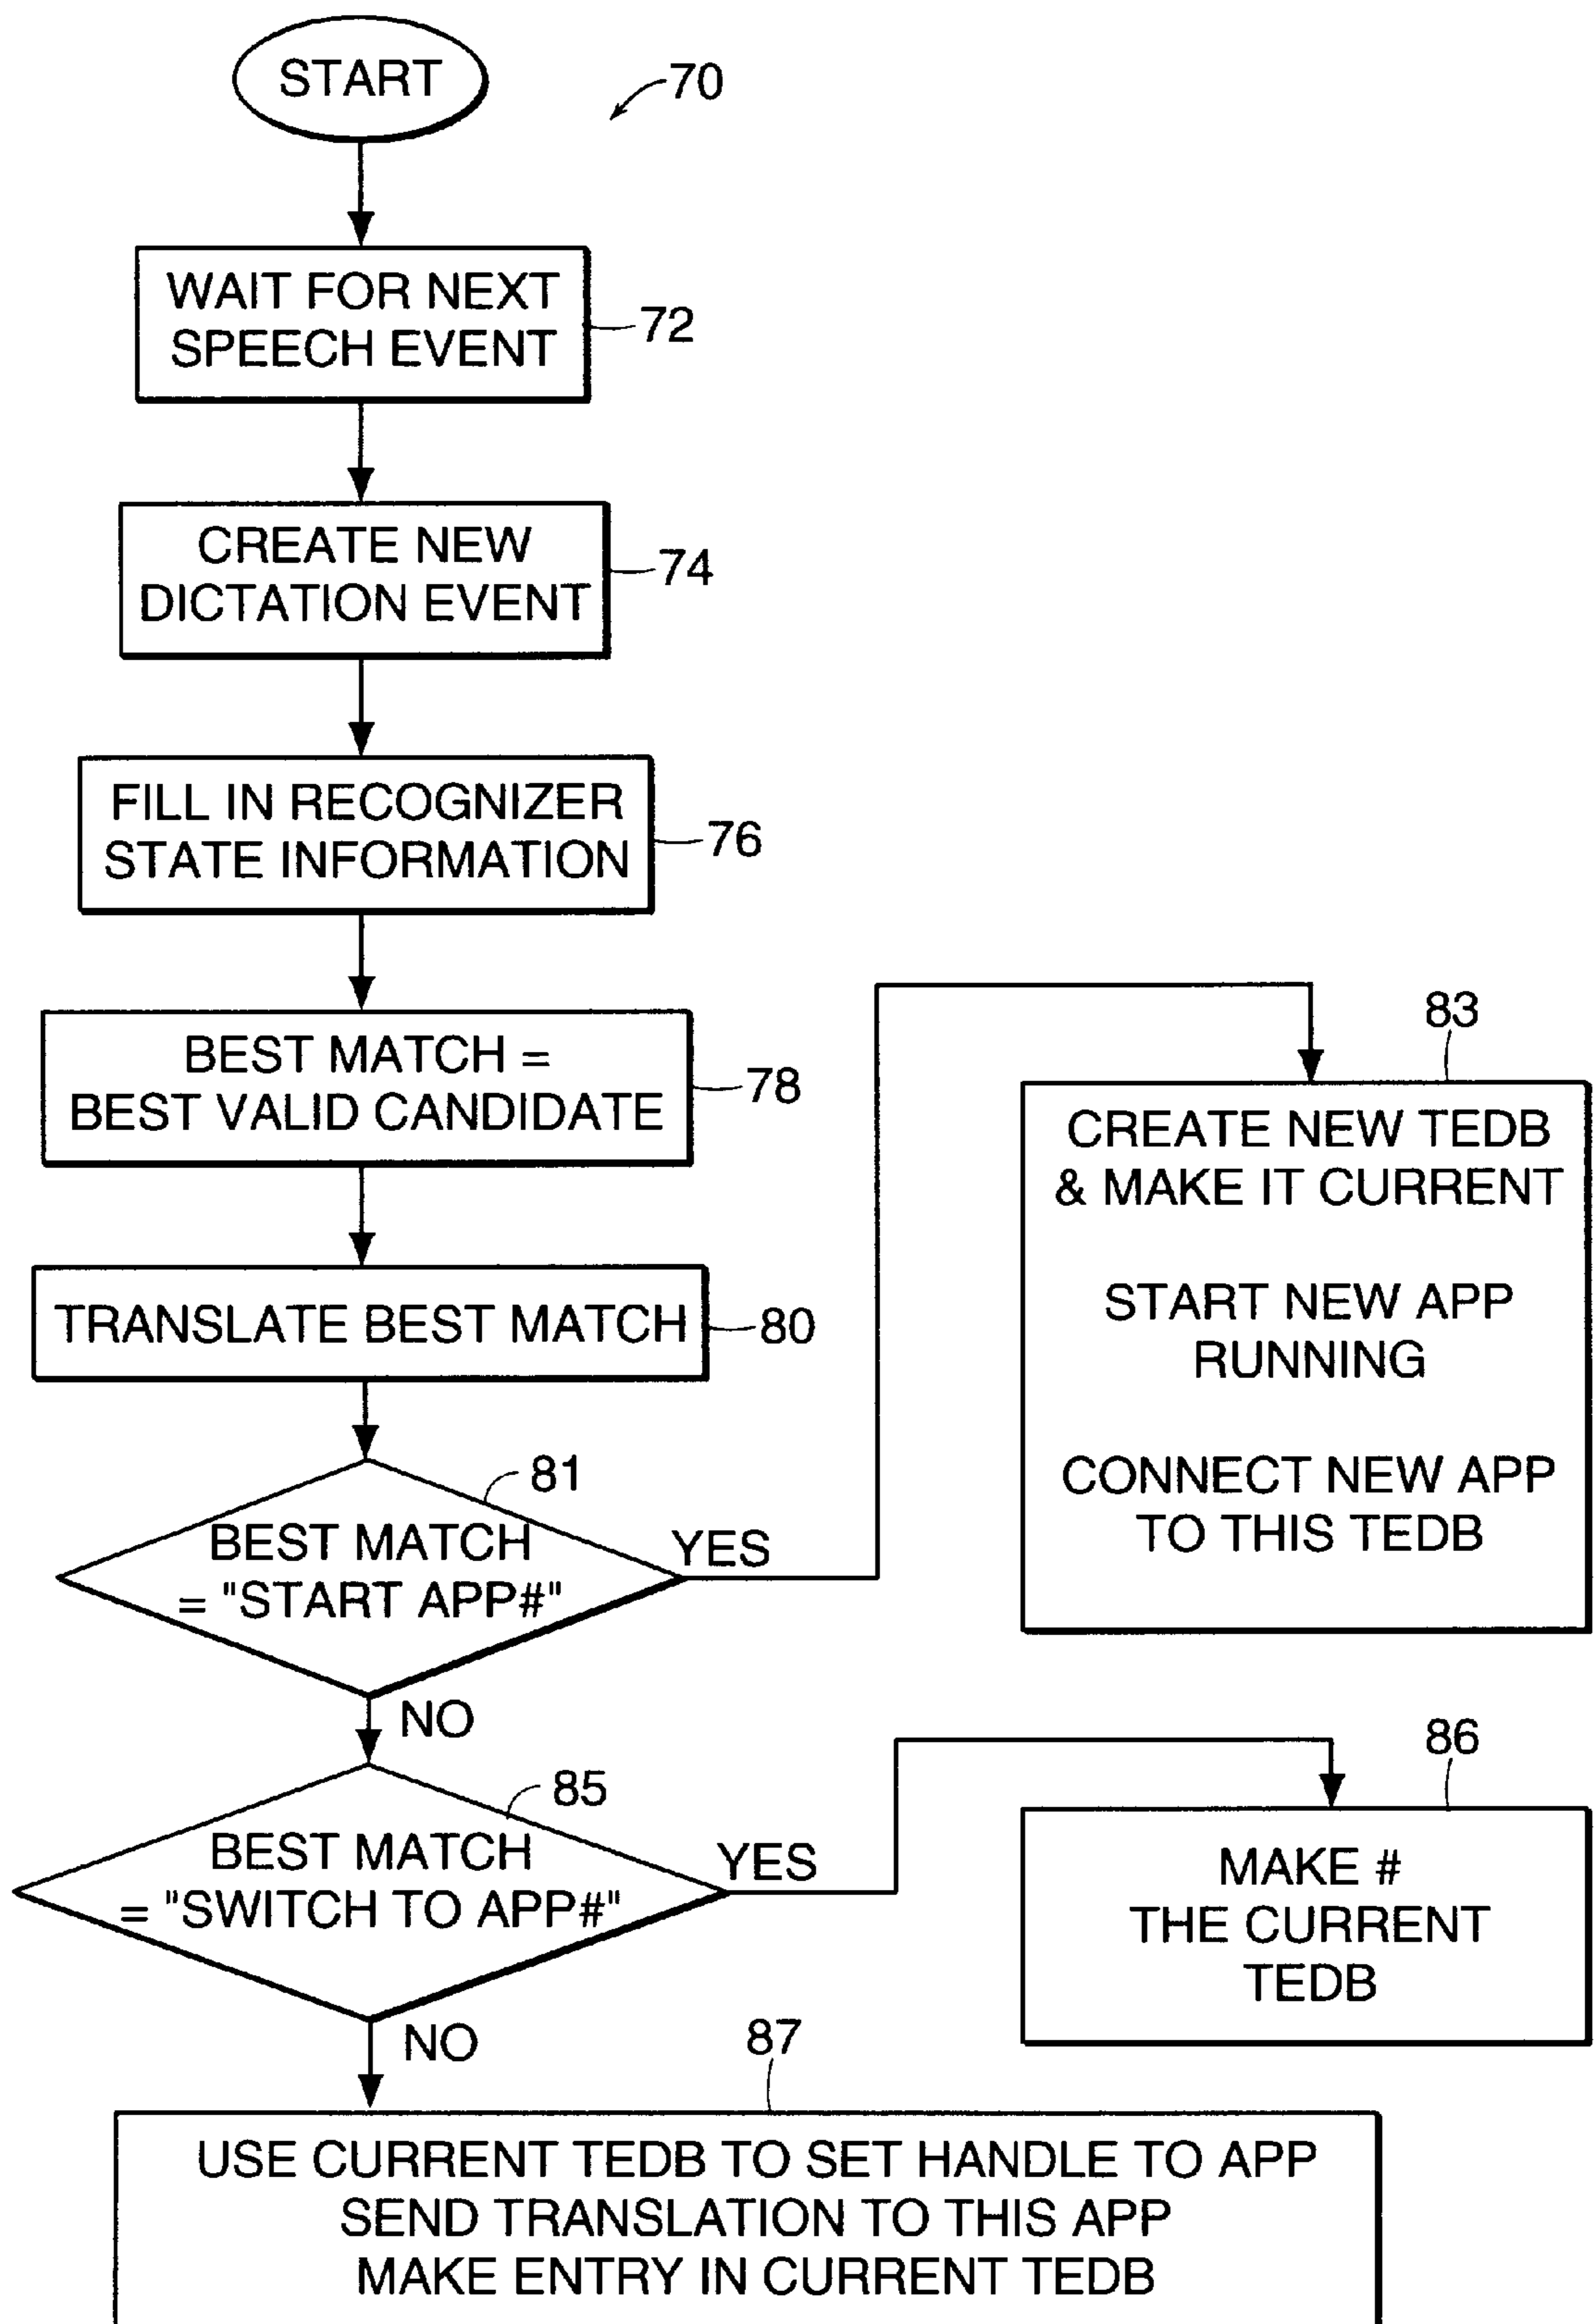 START
70
WAIT FOR NEXT
SPEECH EVENT
72
CREATE NEW
DICTATION EVENT
74
FILL IN RECOGNIZER
STATE INFORMATION
76
BEST MATCH =
BEST VALID CANDIDATE
78
TRANSLATE BEST MATCH
80
81
BEST MATCH
= "START APP#"
YES
NO
83
CREATE NEW TEDB
& MAKE IT CURRENT
START NEW APP
RUNNING
CONNECT NEW APP
TO THIS TEDB
85
BEST MATCH
= "SWITCH TO APP#"
YES
NO
86
MAKE #
THE CURRENT
TEDB
87
USE CURRENT TEDB TO SET HANDLE TO APP
SEND TRANSLATION TO THIS APP
MAKE ENTRY IN CURRENT TEDB